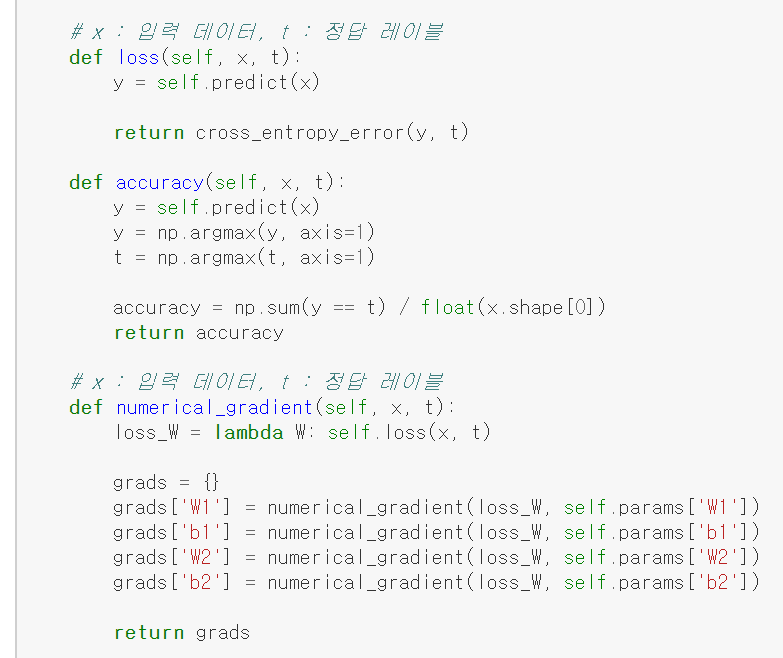 # x : 입력 데이터, t : 정답 레이블
def loss(self, x, t):
y = self.predict(x)
return cross_entropy_error(y, t)
def accuracy(self, x, t):
y = self.predict(x)
y = np.argmax(y, axis=1)
t = np.argmax(t, axis=1)
accuracy = np.sum(y == t) / float(x.shape[0])
return accuracy
# x : 입력 데이터, t : 정답 레이블
def numerical_gradient(self, x, t):
loss_W = lambda W: self.loss(x, t)
grads = {}
grads['W1'] = numerical_gradient(loss_W, self.params['W1'])
grads['b1'] = numerical_gradient(loss_W, self.params['b1'])
grads['W2'] = numerical_gradient(loss_W, self.params['W2'])
grads['b2'] = numerical_gradient(loss_W, self.params['b2'])
return grads